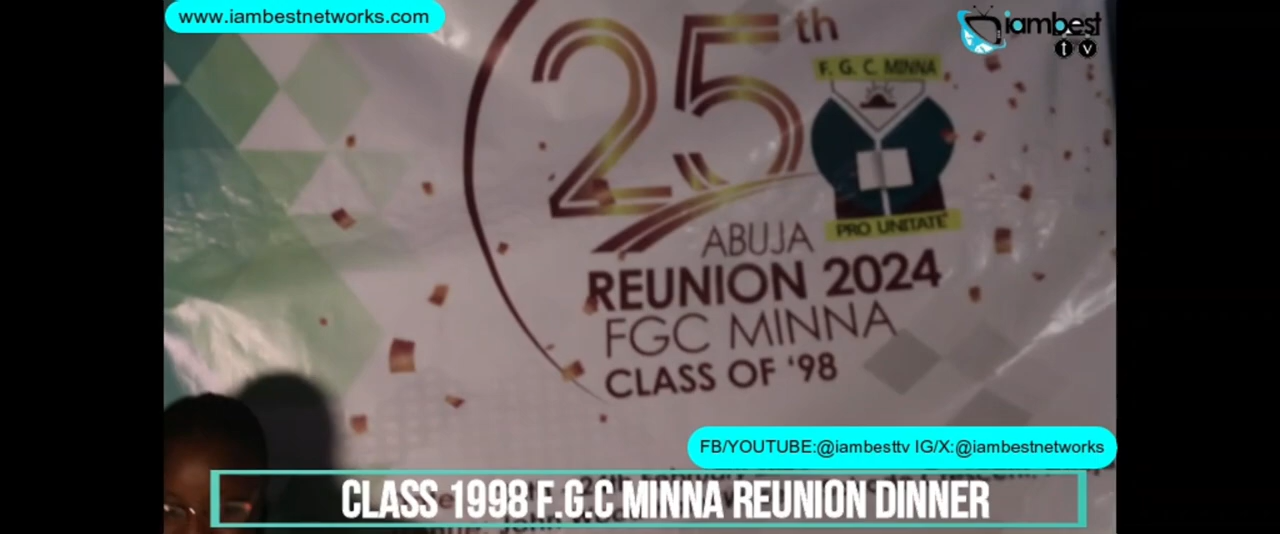 www.iambestnetworks.com
iambest
tv
25th
F. G. C. MINNA
PRO UNITATE
ABUJA
REUNION 2024
FGC MINNA
CLASS OF '98
FB/YOUTUBE:@iambesttv IG/X:@iambestnetworks
CLASS 1998 F.G.C MINNA REUNION DINNER